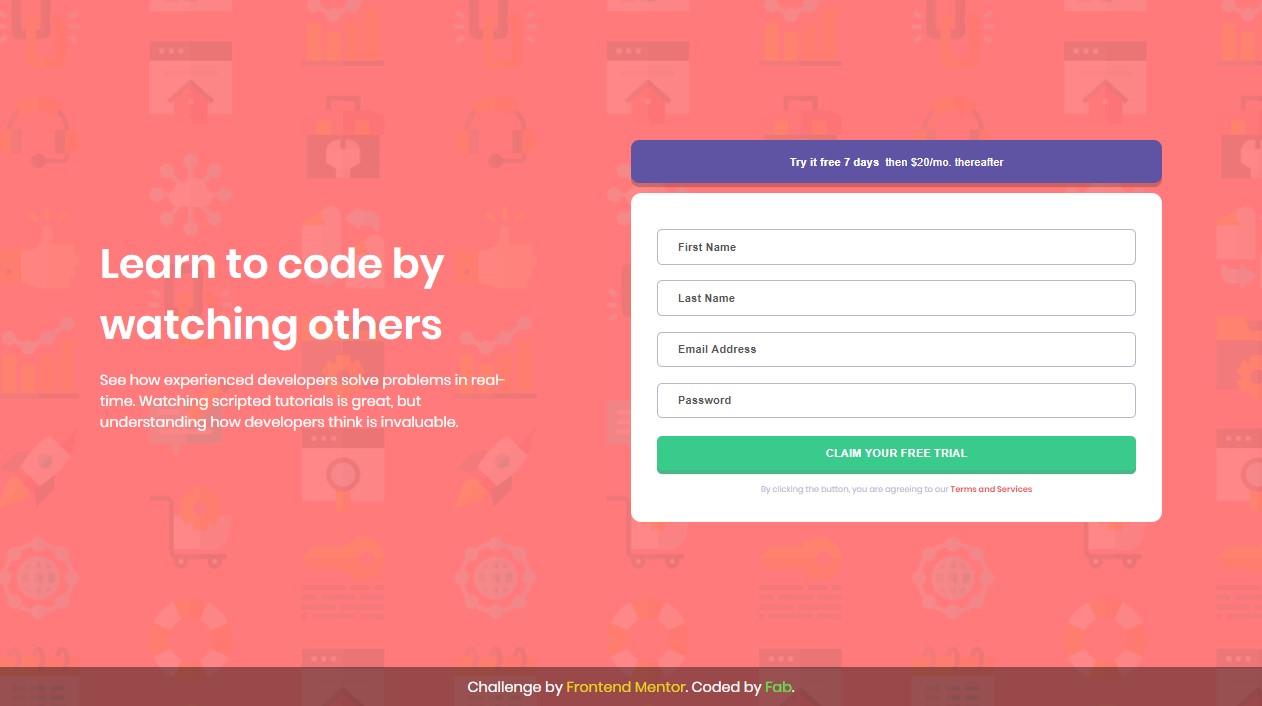 Learn to code by
watching others
See how experienced developers solve problems in real-
time. Watching scripted tutorials is great, but
understanding how developers think is invaluable.
Try it free 7 days then $20/mo. thereafter
First Name
Last Name
Email Address
Password
CLAIM YOUR FREE TRIAL
By clicking the button, you are agreeing to our Terms and Services
Challenge by Frontend Mentor. Coded by Fab.